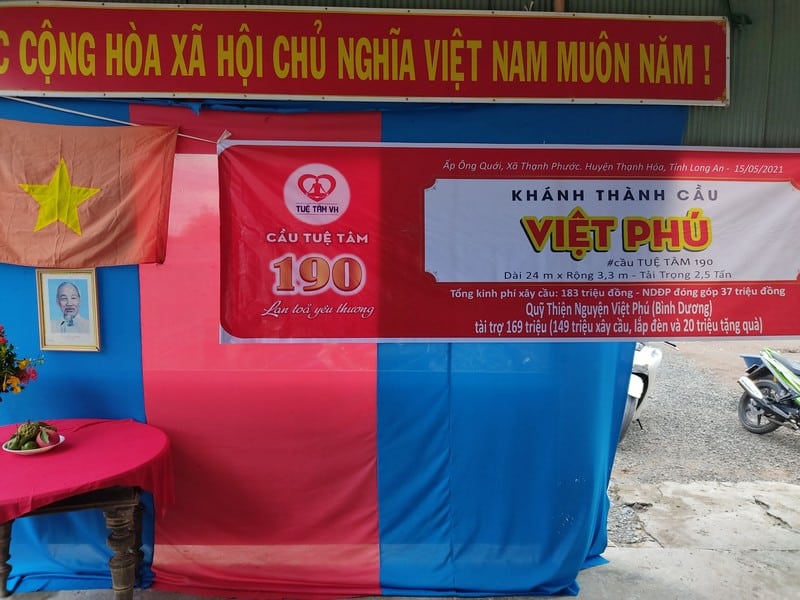 CỘNG HÒA XÃ HỘI CHỦ NGHĨA VIỆT NAM MUÔN NĂM !
TUỆ TÂM VH
CẦU TUỆ TÂM
190
Lan toả yêu thương
Ấp Ông Quới, Xã Thạnh Phước. Huyện Thạnh Hóa, Tỉnh Long An - 15/05/2021
KHÁNH THÀNH CẦU
VIỆT PHÚ
#cầu TUỆ TÂM 190
Dài 24 m x Rộng 3,3 m - Tải Trọng 2,5 Tấn
Tổng kinh phí xây cầu: 183 triệu đồng - NDĐP đóng góp 37 triệu đồng
Quỹ Thiện Nguyện Việt Phú (Bình Dương)
tài trợ 169 triệu (149 triệu xây cầu, lắp đèn và 20 triệu tặng quà)